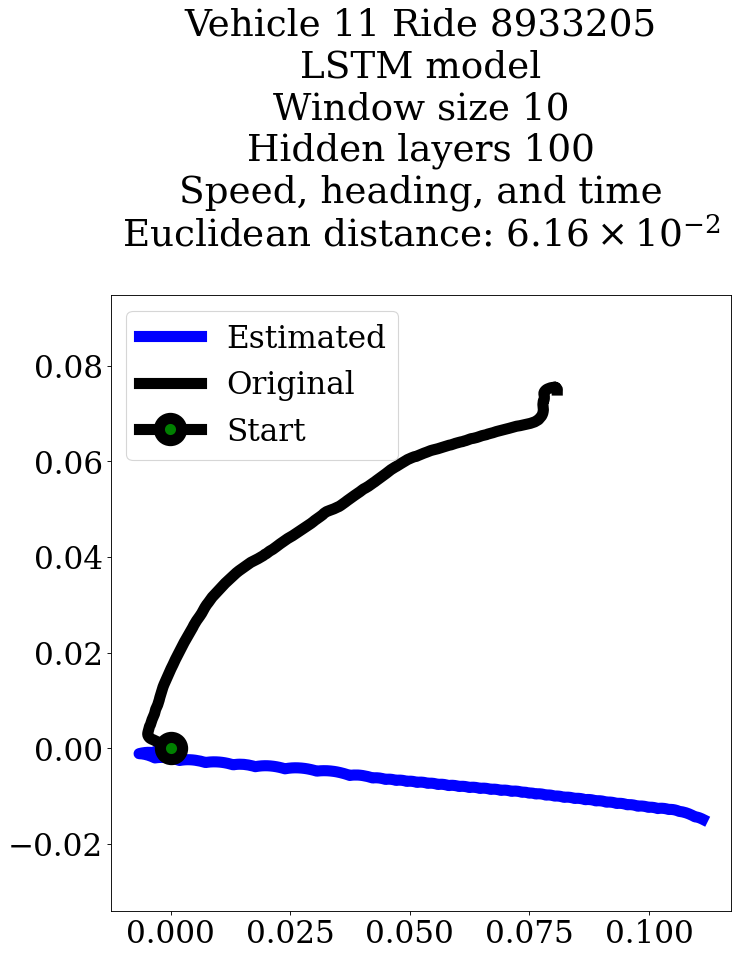 Vehicle 11 Ride 8933205
LSTM model
Window size 10
Hidden layers 100
Speed, heading, and time
Euclidean distance: 6.16 × 10⁻²
Estimated
Original
Start
0.08
0.06
0.04
0.02
0.00
−0.02
0.000 0.025 0.050 0.075 0.100